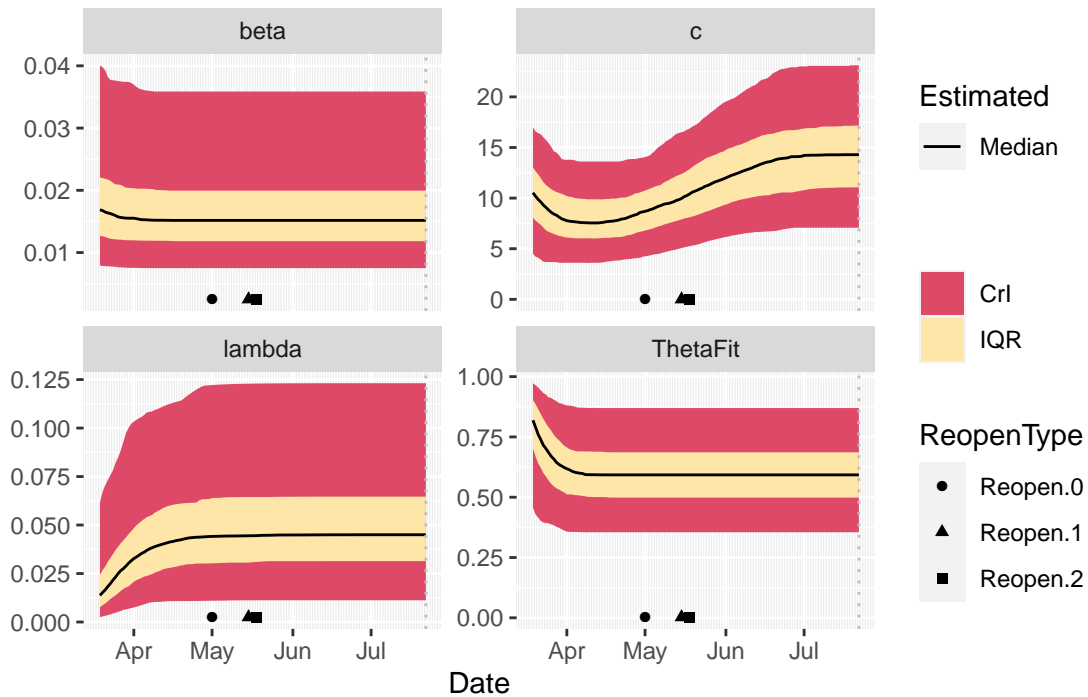 beta
c
0.04
0.03
0.02
0.01
20
15
10
5
0
lambda
ThetaFit
0.125
0.100
0.075
0.050
0.025
0.000
1.00
0.75
0.50
0.25
0.00
Apr May Jun Jul
Apr May Jun Jul
Date
Estimated
Median
CrI
IQR
ReopenType
Reopen.0
Reopen.1
Reopen.2